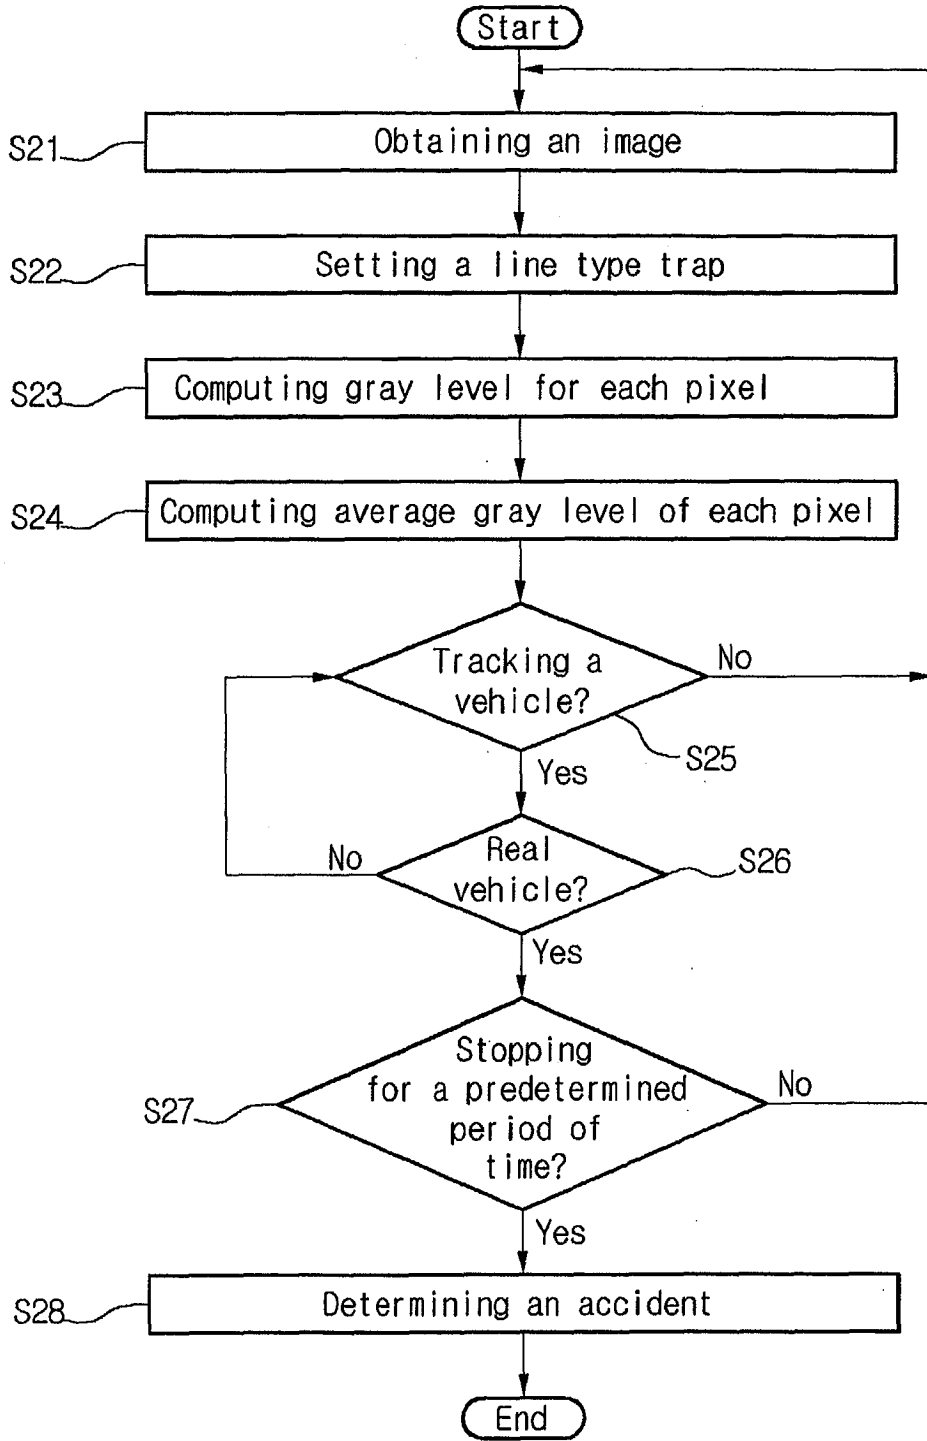 Start
S21
Obtaining an image
S22
Setting a line type trap
S23
Computing gray level for each pixel
S24
Computing average gray level of each pixel
Tracking a
vehicle?
No
S25
Yes
Real
vehicle?
No
S26
Yes
Stopping
for a predetermined
period of
time?
No
S27
Yes
S28
Determining an accident
End